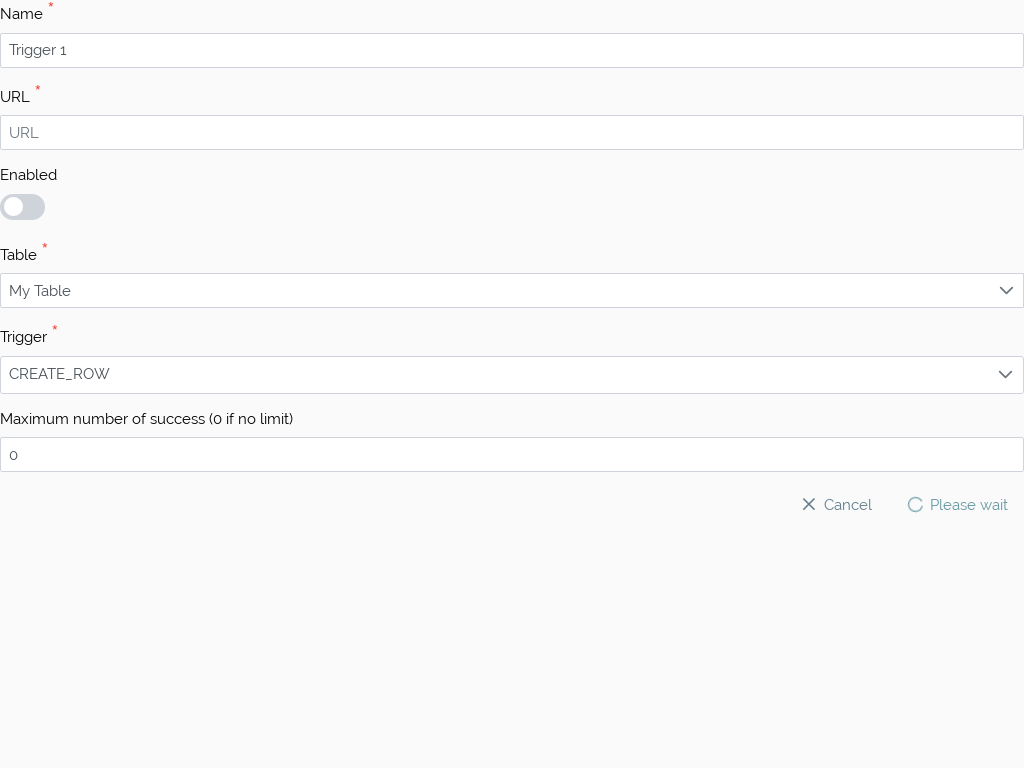 Name *
Trigger 1
URL *
URL
Enabled
Table *
My Table
Trigger *
CREATE_ROW
Maximum number of success (0 if no limit)
0
Cancel Please wait